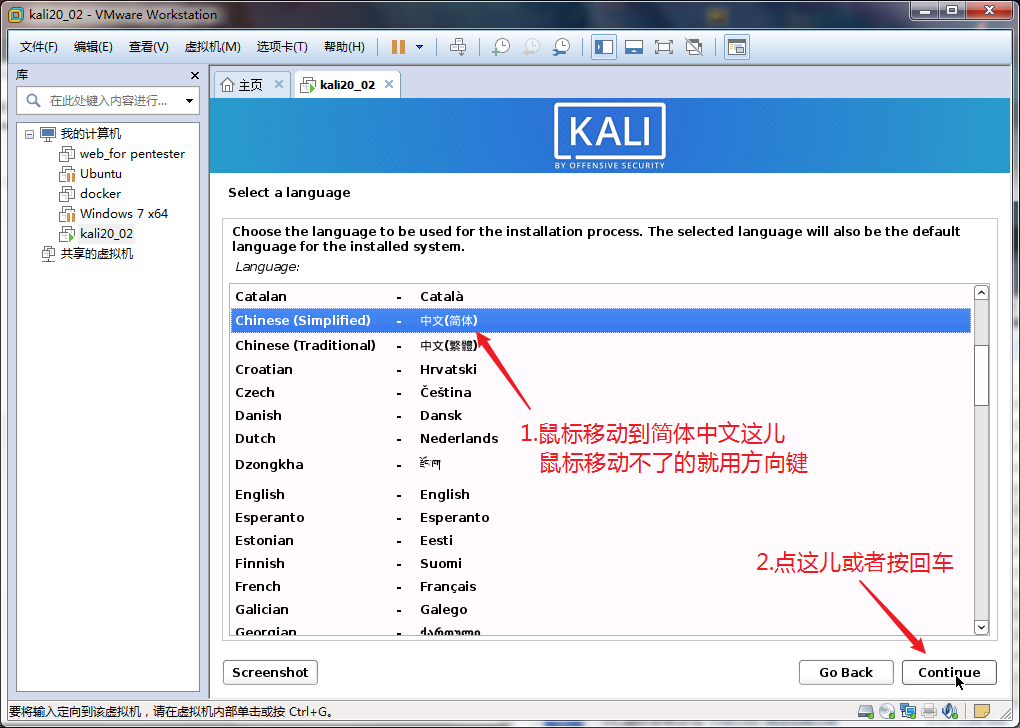 kali20_02 - VMware Workstation
文件(F) 编辑(E) 查看(V) 虚拟机(M) 选项卡(T) 帮助(H)
库
在此处键入内容进行...
我的计算机
web_for pentester
Ubuntu
docker
Windows 7 x64
kali20_02
共享的虚拟机
主页 kali20_02
KALI
BY OFFENSIVE SECURITY
Select a language
Choose the language to be used for the installation process. The selected language will also be the default
language for the installed system.
Language:
Catalan - Català
Chinese (Simplified) - 中文(简体)
Chinese (Traditional) - 中文(繁體)
Croatian - Hrvatski
Czech - Čeština
Danish - Dansk
Dutch - Nederlands
Dzongkha - རྫོང་ཁ
English - English
Esperanto - Esperanto
Estonian - Eesti
Finnish - Suomi
French - Français
Galician - Galego
Georgian - ქართული
1.鼠标移动到简体中文这儿
鼠标移动不了的就用方向键
2.点这儿或者按回车
Screenshot Go Back Continue
要将输入定向到该虚拟机，请在虚拟机内部单击或按 Ctrl+G。